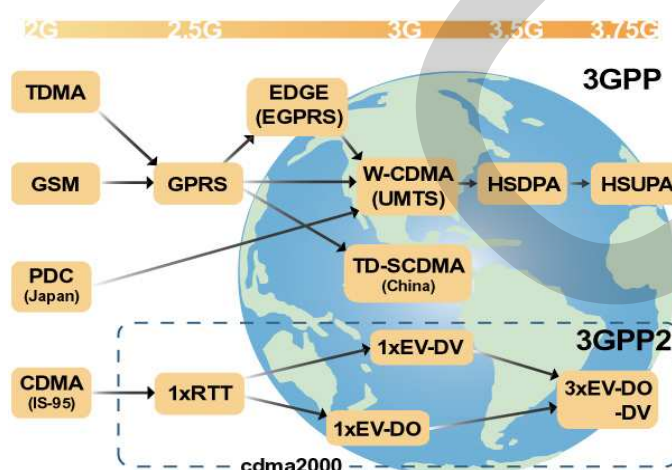 2G 2.5G 3G 3.5G 3.75G
3GPP
TDMA
EDGE
(EGPRS)
GSM
GPRS
W-CDMA
(UMTS)
HSDPA
HSUPA
PDC
(Japan)
TD-SCDMA
(China)
3GPP2
1xEV-DV
CDMA
(IS-95)
1xRTT
3xEV-DO
-DV
1xEV-DO
cdma2000